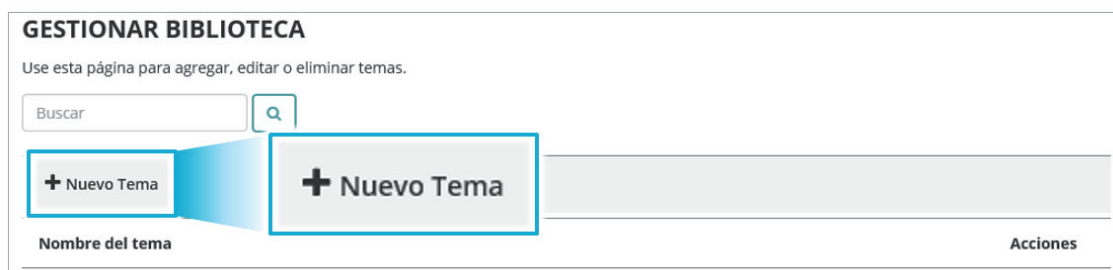 GESTIONAR BIBLIOTECA
Use esta página para agregar, editar o eliminar temas.
Buscar
+ Nuevo Tema
+ Nuevo Tema
Nombre del tema Acciones